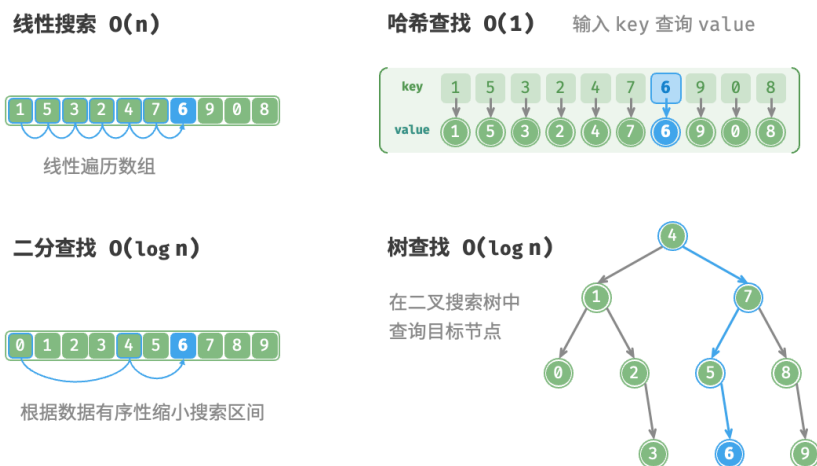 线性搜索 O(n)
1 5 3 2 4 7 6 9 0 8
线性遍历数组
哈希查找 O(1) 输入 key 查询 value
key 1 5 3 2 4 7 6 9 0 8
value 1 5 3 2 4 7 6 9 0 8
二分查找 O(log n)
0 1 2 3 4 5 6 7 8 9
根据数据有序性缩小搜索区间
树查找 O(log n)
在二叉搜索树中
查询目标节点
4
1 7
0 2 5 8
3 6 9